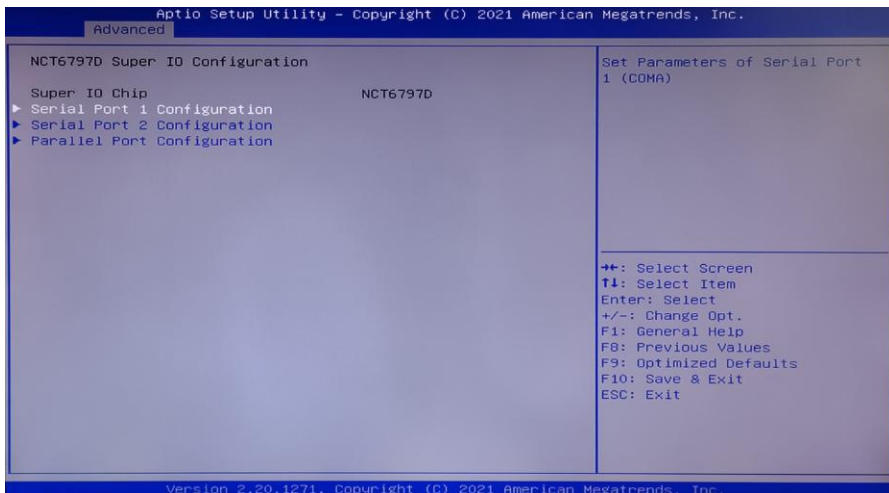 Aptio Setup Utility – Copyright (C) 2021 American Megatrends, Inc.
Advanced
NCT6797D Super IO Configuration
Super IO Chip NCT6797D
▶ Serial Port 1 Configuration
▶ Serial Port 2 Configuration
▶ Parallel Port Configuration
Set Parameters of Serial Port
1 (COMA)
→←: Select Screen
↑↓: Select Item
Enter: Select
+/-: Change Opt.
F1: General Help
F8: Previous Values
F9: Optimized Defaults
F10: Save & Exit
ESC: Exit
Version 2.20.1271. Copyright (C) 2021 American Megatrends, Inc.